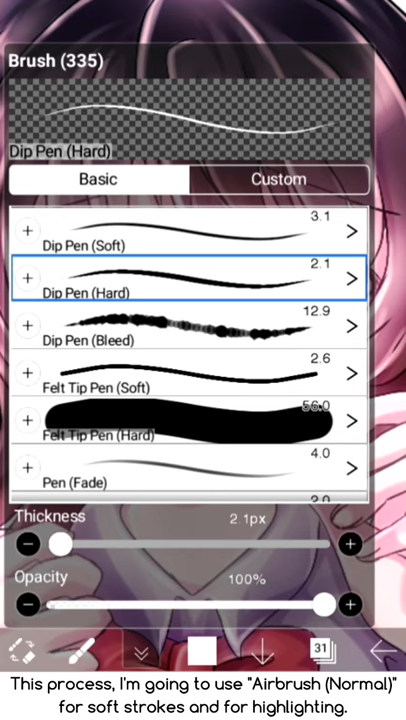 Brush (335)
Dip Pen (Hard)
Basic
Custom
3.1
Dip Pen (Soft)
2.1
Dip Pen (Hard)
12.9
Dip Pen (Bleed)
2.6
Felt Tip Pen (Soft)
56.0
Felt Tip Pen (Hard)
4.0
Pen (Fade)
2.0
Thickness
2.1px
Opacity
100%
31
This process, I'm going to use "Airbrush (Normal)"
for soft strokes and for highlighting.